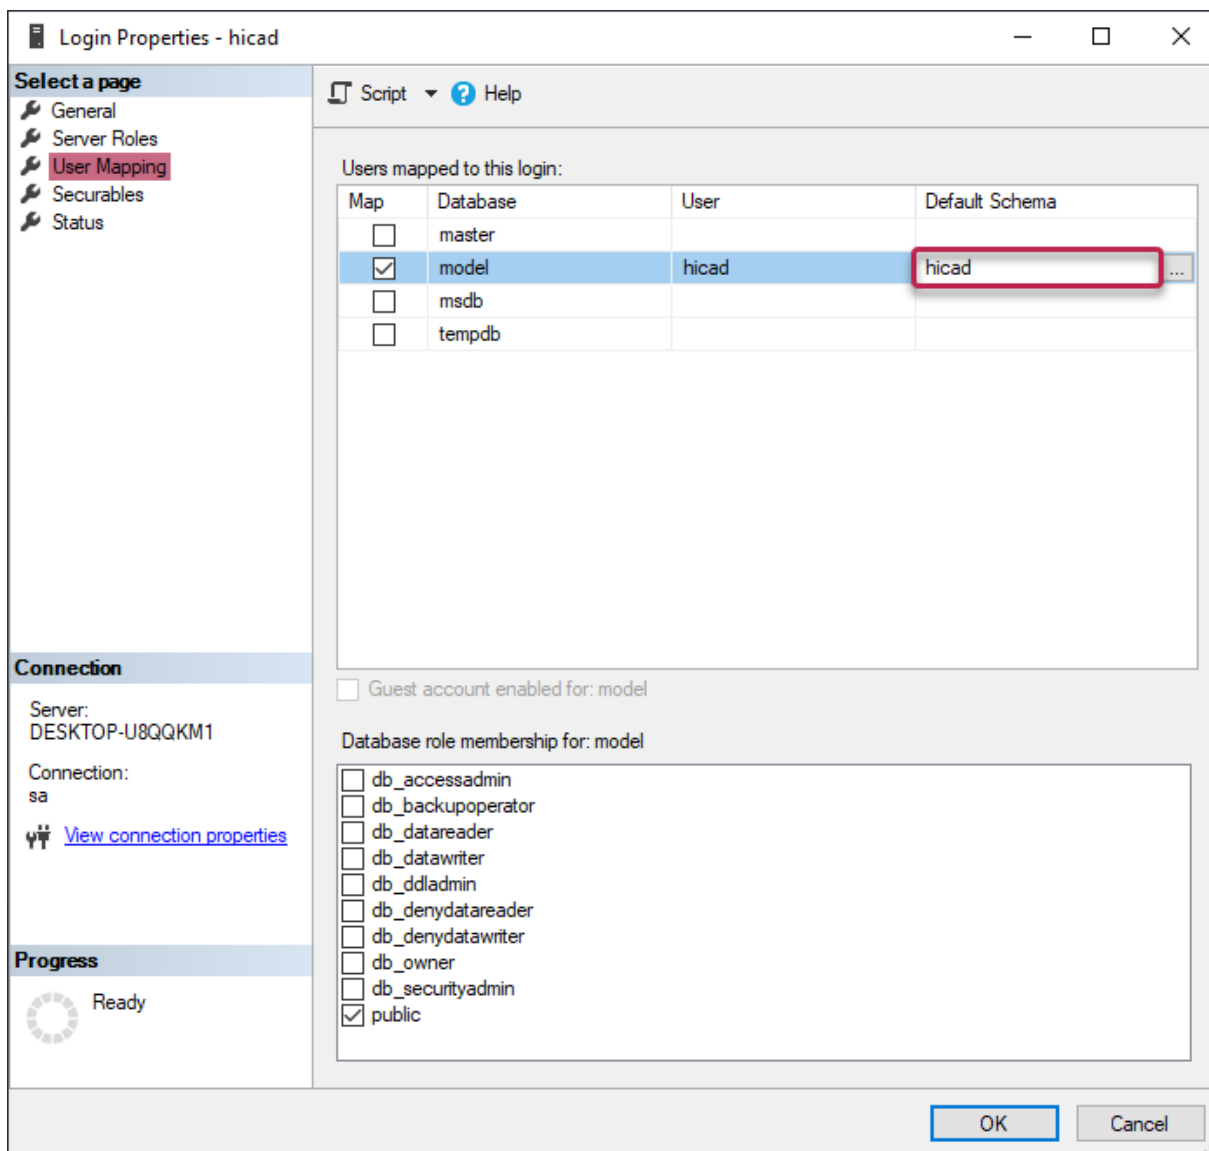 Login Properties - hicad
Select a page
General
Server Roles
User Mapping
Securables
Status
Script
Help
Users mapped to this login:
Map Database User Default Schema
master
model hicad hicad ...
msdb
tempdb
Guest account enabled for: model
Database role membership for: model
db_accessadmin
db_backupoperator
db_datareader
db_datawriter
db_ddladmin
db_denydatareader
db_denydatawriter
db_owner
db_securityadmin
public
Connection
Server:
DESKTOP-U8QQKM1
Connection:
sa
View connection properties
Progress
Ready
OK
Cancel